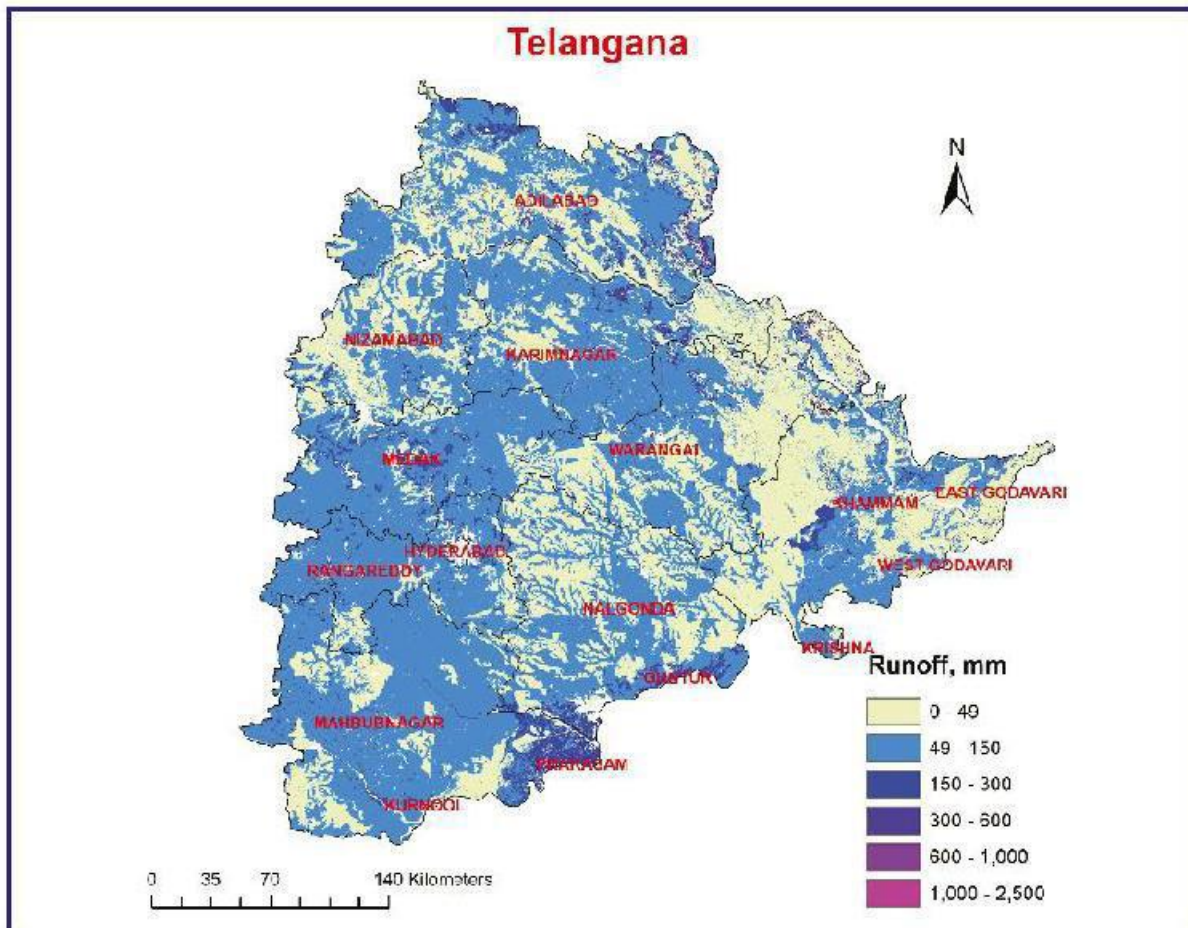 Telangana
N
ADILABAD
NIZAMABAD
KARIMNAGAR
WARANGAL
MEDAK
KHAMMAM
EAST GODAVARI
HYDERABAD
RANGAREDDY
WEST GODAVARI
NALGONDA
KRISHNA
GUNTUR
MAHBUBNAGAR
PRAKASAM
KURNOOL
Runoff, mm
0 - 49
49 - 150
150 - 300
300 - 600
600 - 1,000
1,000 - 2,500
0 35 70 140 Kilometers